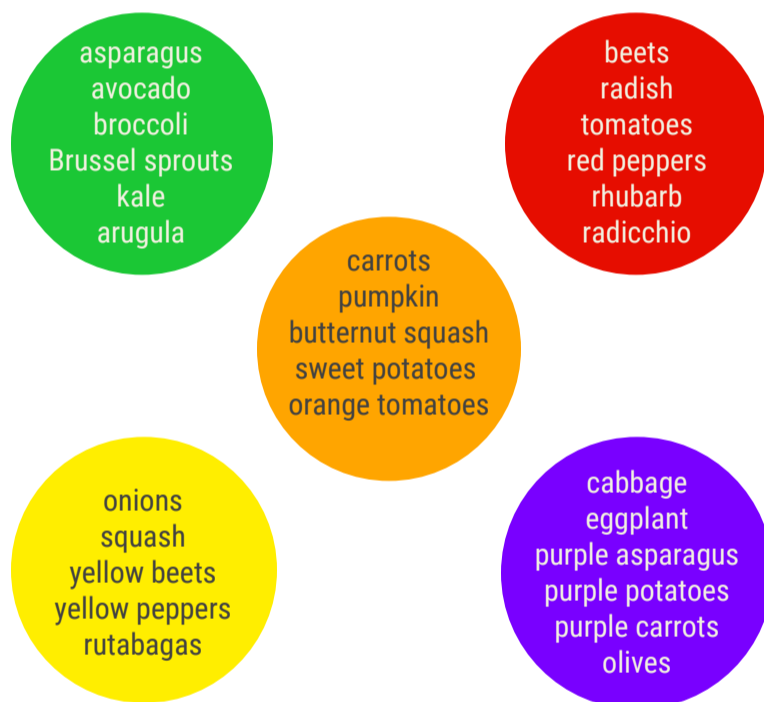 asparagus
avocado
broccoli
Brussel sprouts
kale
arugula
beets
radish
tomatoes
red peppers
rhubarb
radicchio
carrots
pumpkin
butternut squash
sweet potatoes
orange tomatoes
onions
squash
yellow beets
yellow peppers
rutabagas
cabbage
eggplant
purple asparagus
purple potatoes
purple carrots
olives